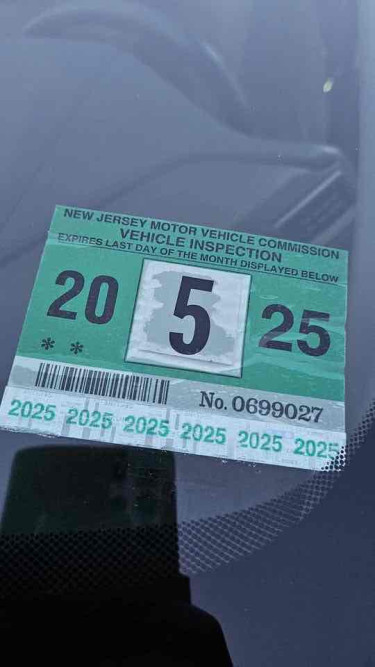 NEW JERSEY MOTOR VEHICLE COMMISSION
VEHICLE INSPECTION
EXPIRES LAST DAY OF THE MONTH DISPLAYED BELOW
20 5 25
**
No. 0699027
2025 2025 2025 2025 2025 2025